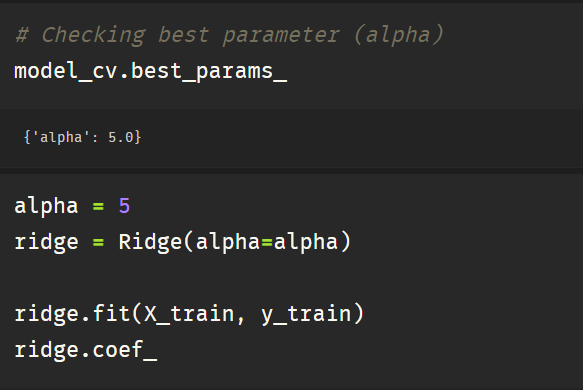 # Checking best parameter (alpha)
model_cv.best_params_
{'alpha': 5.0}
alpha = 5
ridge = Ridge(alpha=alpha)
ridge.fit(X_train, y_train)
ridge.coef_